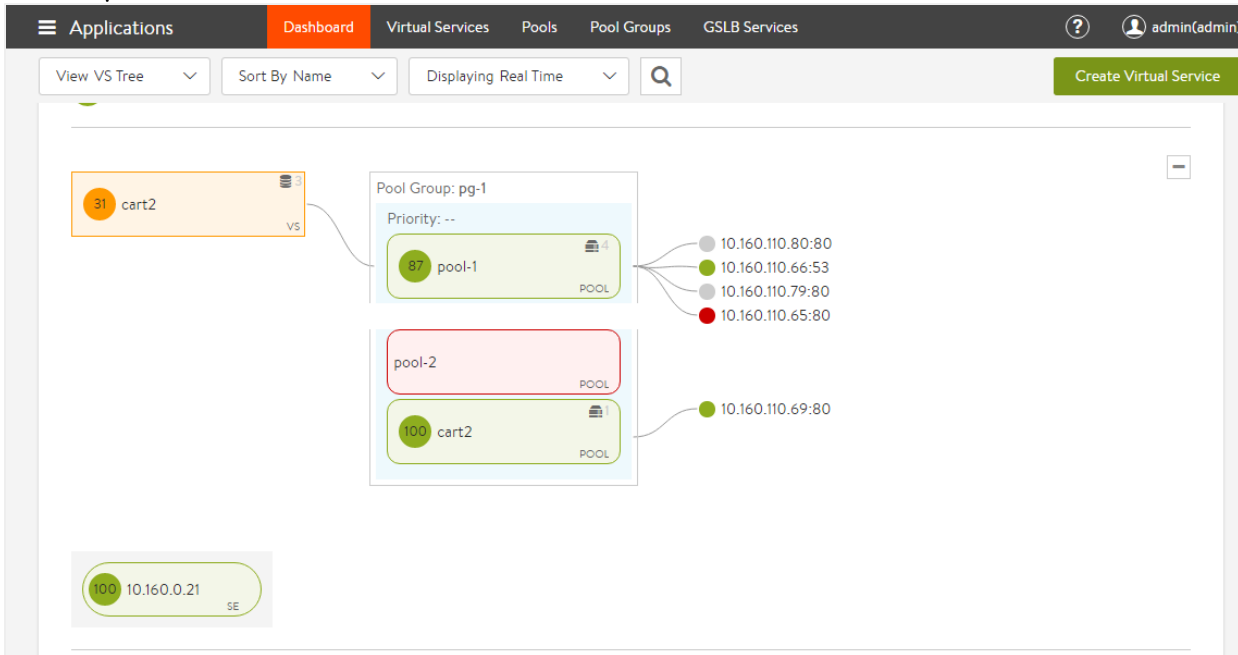 Applications Dashboard Virtual Services Pools Pool Groups GSLB Services ? admin(admin)
View VS Tree Sort By Name Displaying Real Time Create Virtual Service
31 cart2 3
VS
Pool Group: pg-1
Priority: --
87 pool-1 4
POOL
10.160.110.80:80
10.160.110.66:53
10.160.110.79:80
10.160.110.65:80
pool-2
POOL
100 cart2 1
POOL
10.160.110.69:80
100 10.160.0.21
SE